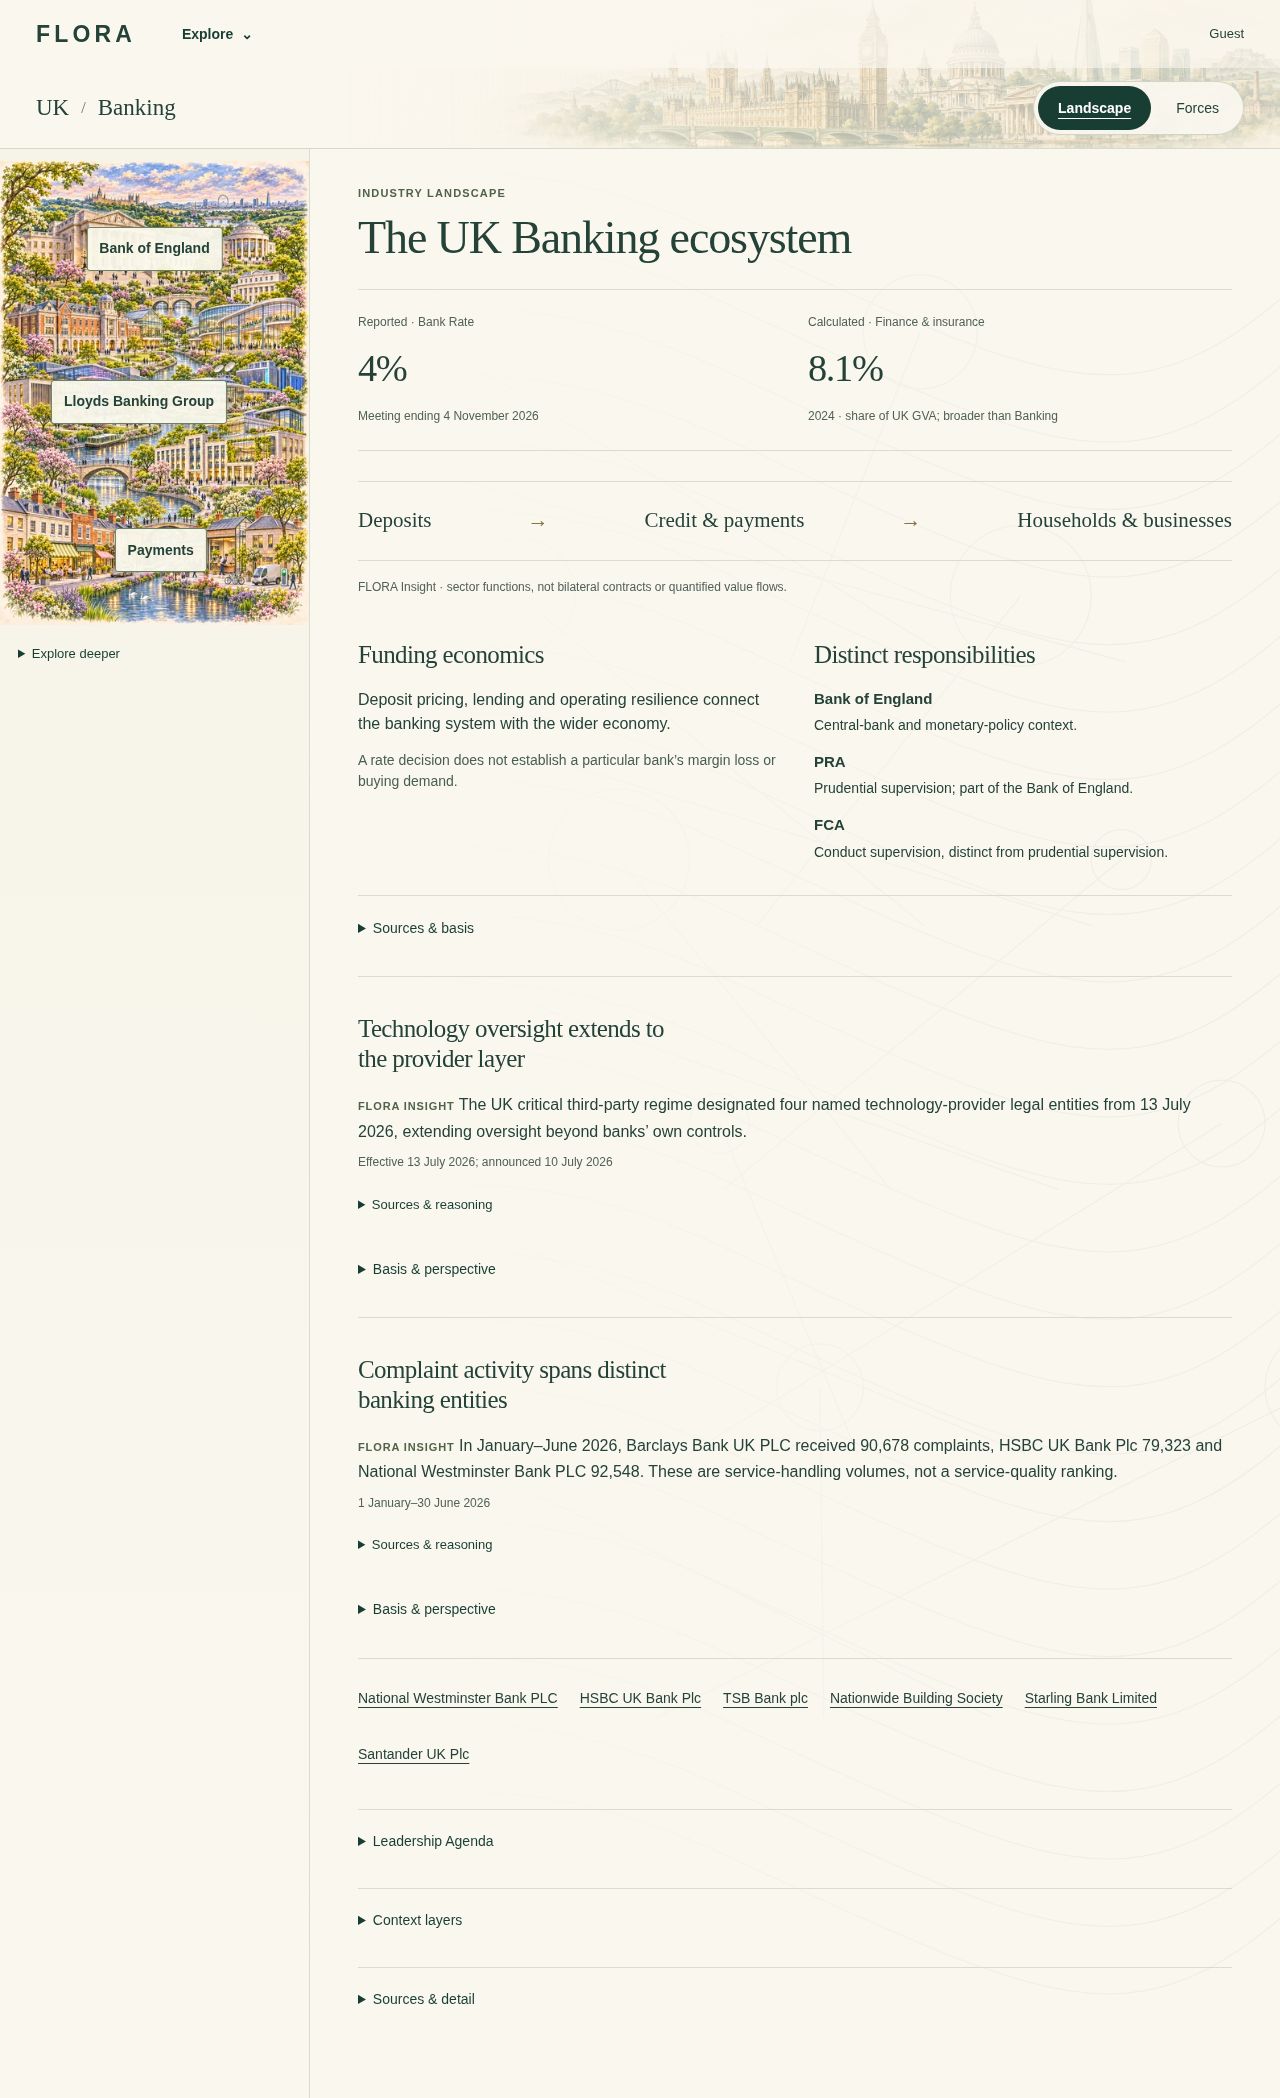 FLORA
Explore
Guest
UK / Banking
Landscape
Forces
Bank of England
Lloyds Banking Group
Payments
▶ Explore deeper
INDUSTRY LANDSCAPE
The UK Banking ecosystem
Reported · Bank Rate
4%
Meeting ending 4 November 2026
Calculated · Finance & insurance
8.1%
2024 · share of UK GVA; broader than Banking
Deposits → Credit & payments → Households & businesses
FLORA Insight · sector functions, not bilateral contracts or quantified value flows.
Funding economics
Deposit pricing, lending and operating resilience connect
the banking system with the wider economy.
A rate decision does not establish a particular bank’s margin loss or
buying demand.
Distinct responsibilities
Bank of England
Central-bank and monetary-policy context.
PRA
Prudential supervision; part of the Bank of England.
FCA
Conduct supervision, distinct from prudential supervision.
▶ Sources & basis
Technology oversight extends to
the provider layer
FLORA INSIGHT The UK critical third-party regime designated four named technology-provider legal entities from 13 July
2026, extending oversight beyond banks’ own controls.
Effective 13 July 2026; announced 10 July 2026
▶ Sources & reasoning
▶ Basis & perspective
Complaint activity spans distinct
banking entities
FLORA INSIGHT In January–June 2026, Barclays Bank UK PLC received 90,678 complaints, HSBC UK Bank Plc 79,323 and
National Westminster Bank PLC 92,548. These are service-handling volumes, not a service-quality ranking.
1 January–30 June 2026
▶ Sources & reasoning
▶ Basis & perspective
National Westminster Bank PLC HSBC UK Bank Plc TSB Bank plc Nationwide Building Society Starling Bank Limited
Santander UK Plc
▶ Leadership Agenda
▶ Context layers
▶ Sources & detail